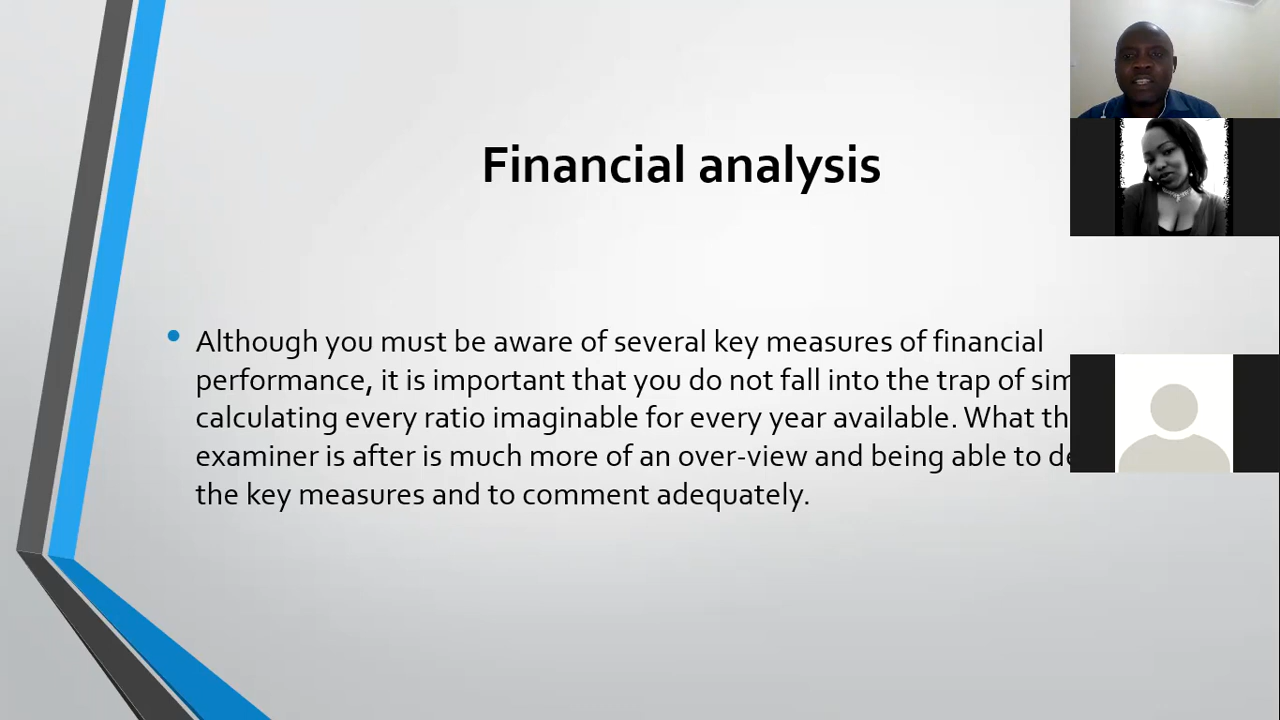 Financial analysis
Although you must be aware of several key measures of financial
performance, it is important that you do not fall into the trap of
calculating every ratio imaginable for every year available. What
examiner is after is much more of an over-view and being able to
the key measures and to comment adequately.